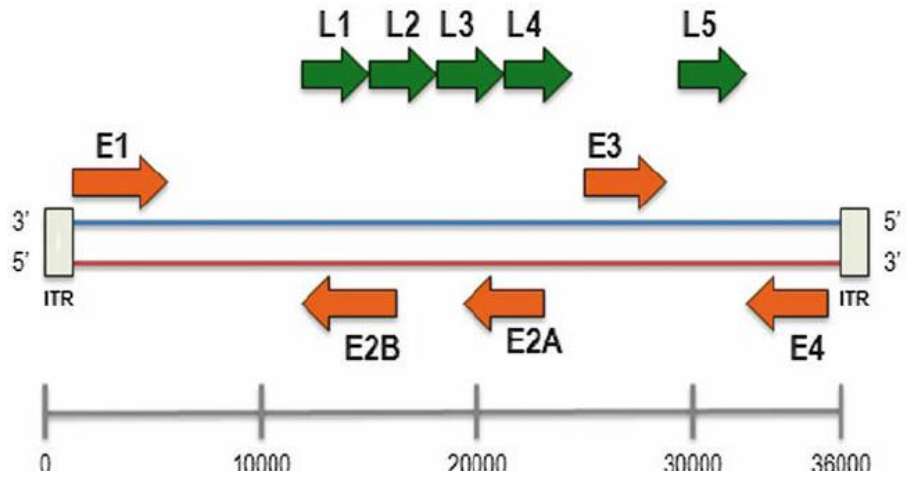 L1 L2 L3 L4 L5
E1 E3
3' 5'
5' 3'
ITR ITR
E2B E2A E4
0 10000 20000 30000 36000